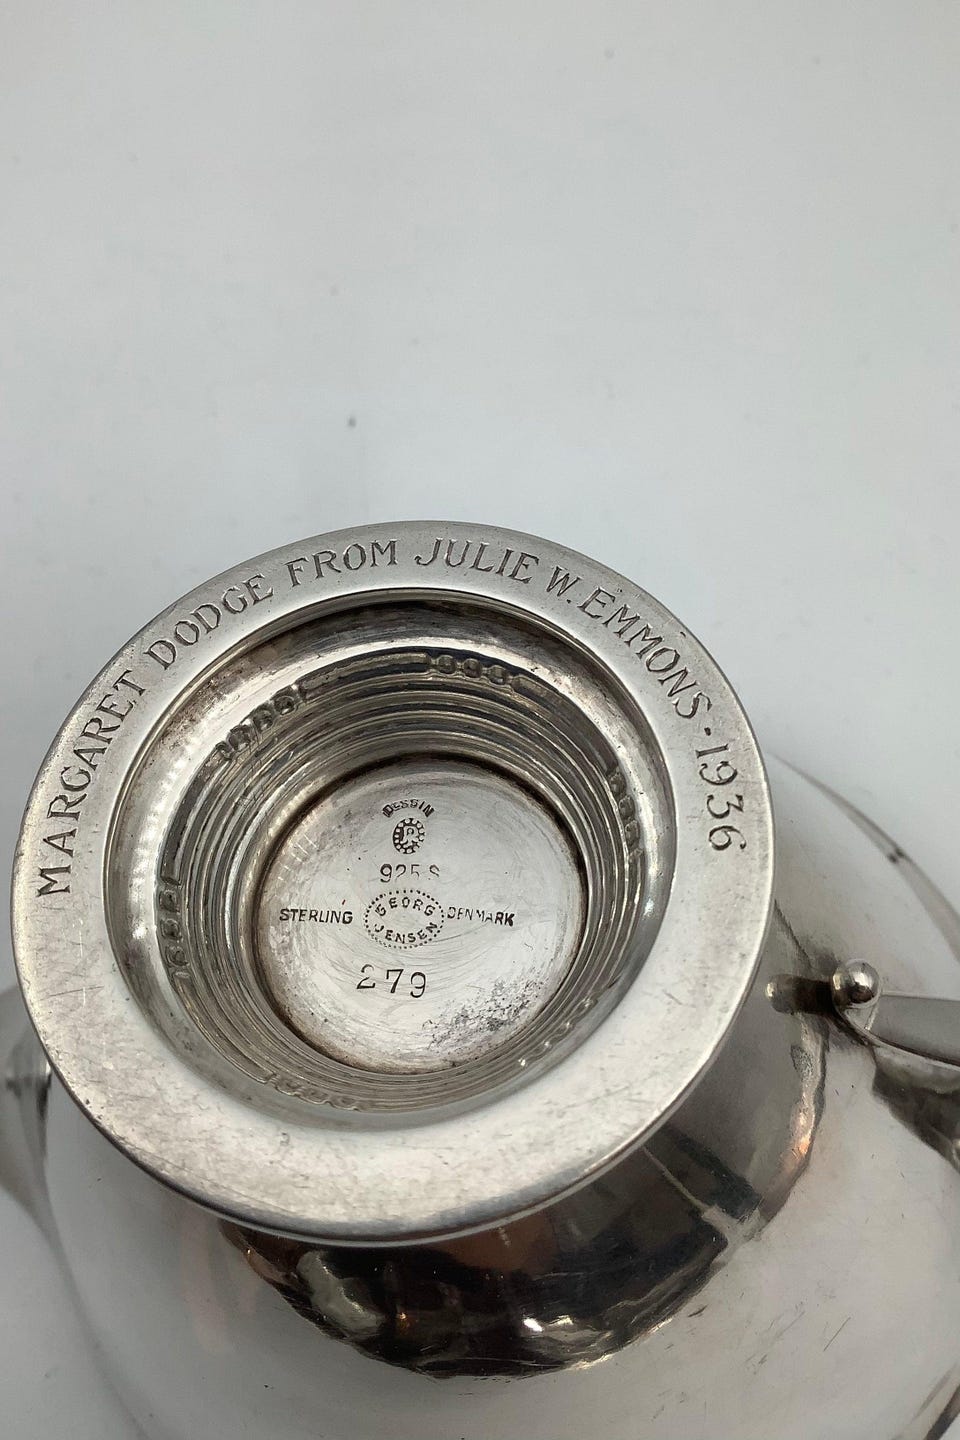 MARGARET DODGE FROM JULIE W. EMMONS - 1936
DESSIN
925 S
STERLING GEORG JENSEN DENMARK
279